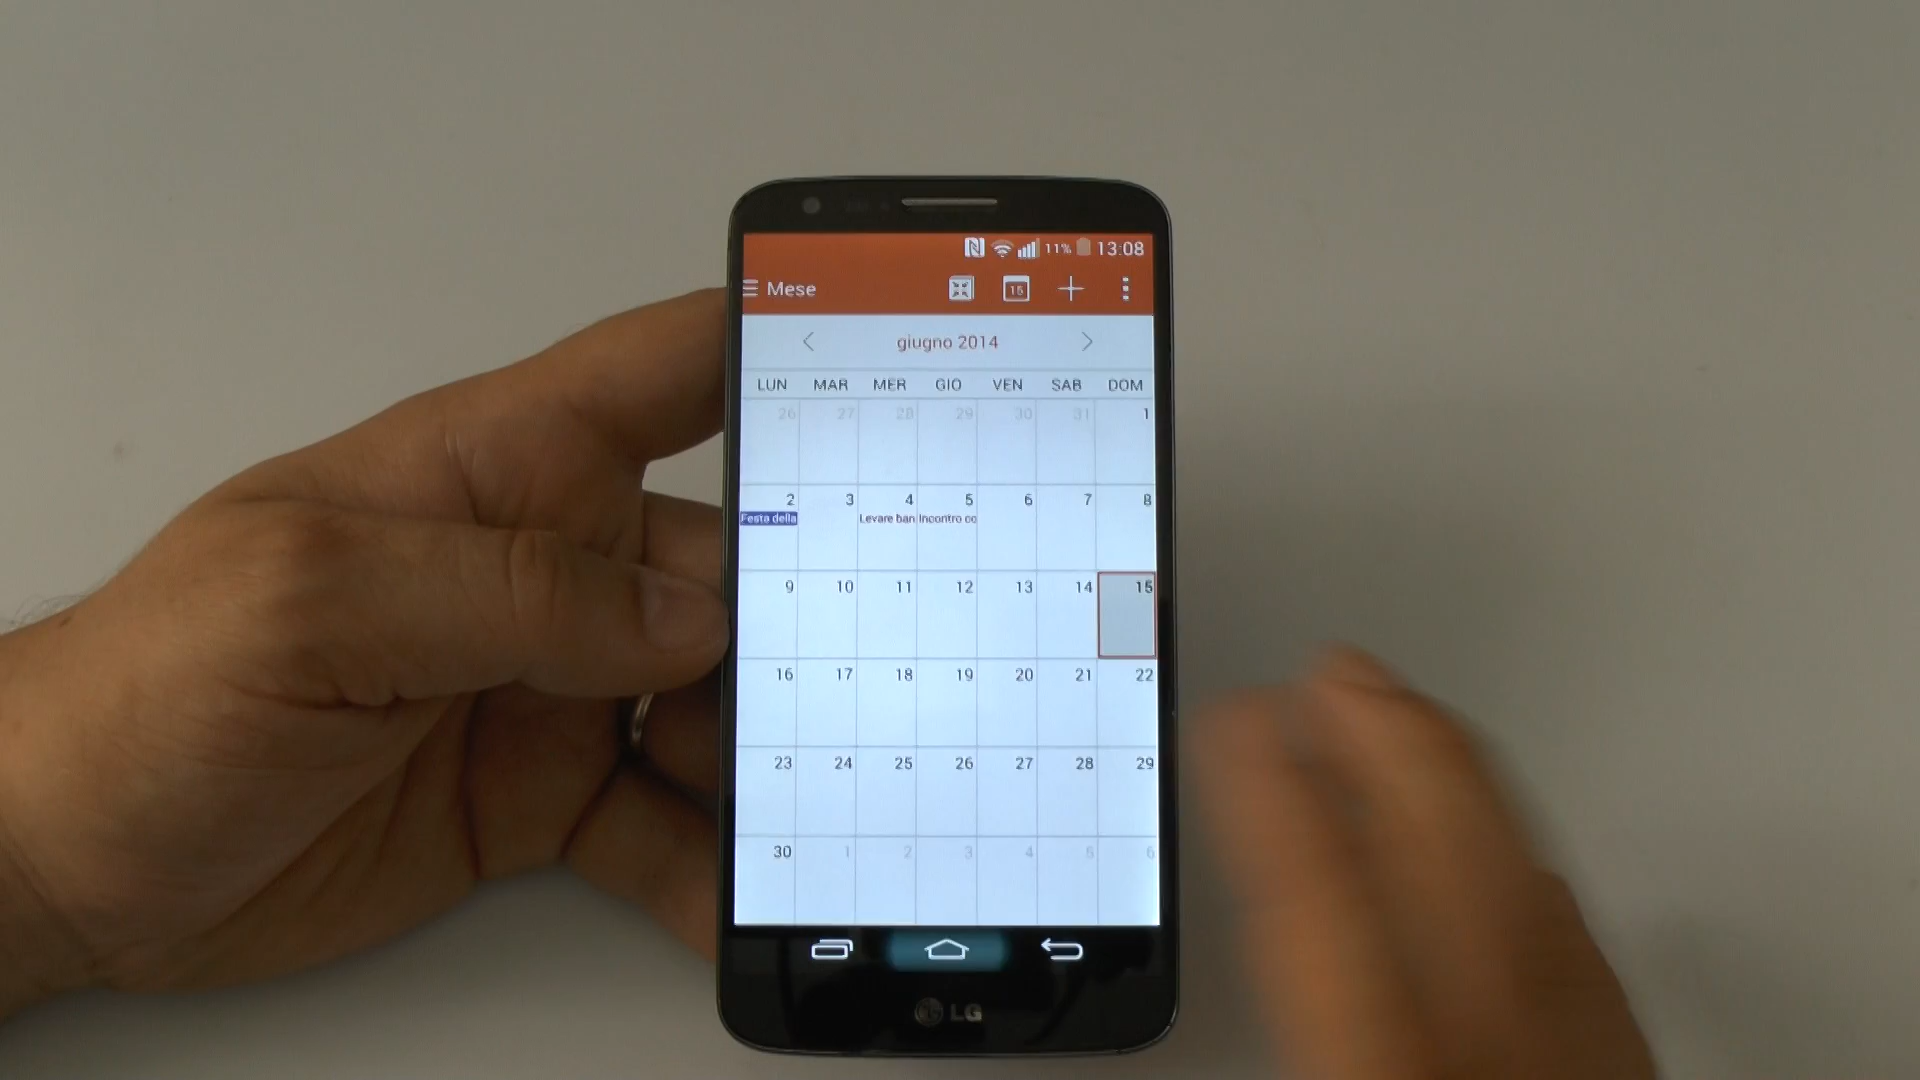 11% 13:08
Mese 15
giugno 2014
LUN MAR MER GIO VEN SAB DOM
26 27 28 29 30 31 1
2 3 4 5 6 7 8
Festa della Levare ban Incontro co
9 10 11 12 13 14 15
16 17 18 19 20 21 22
23 24 25 26 27 28 29
30 1 2 3 4 5 6
LG